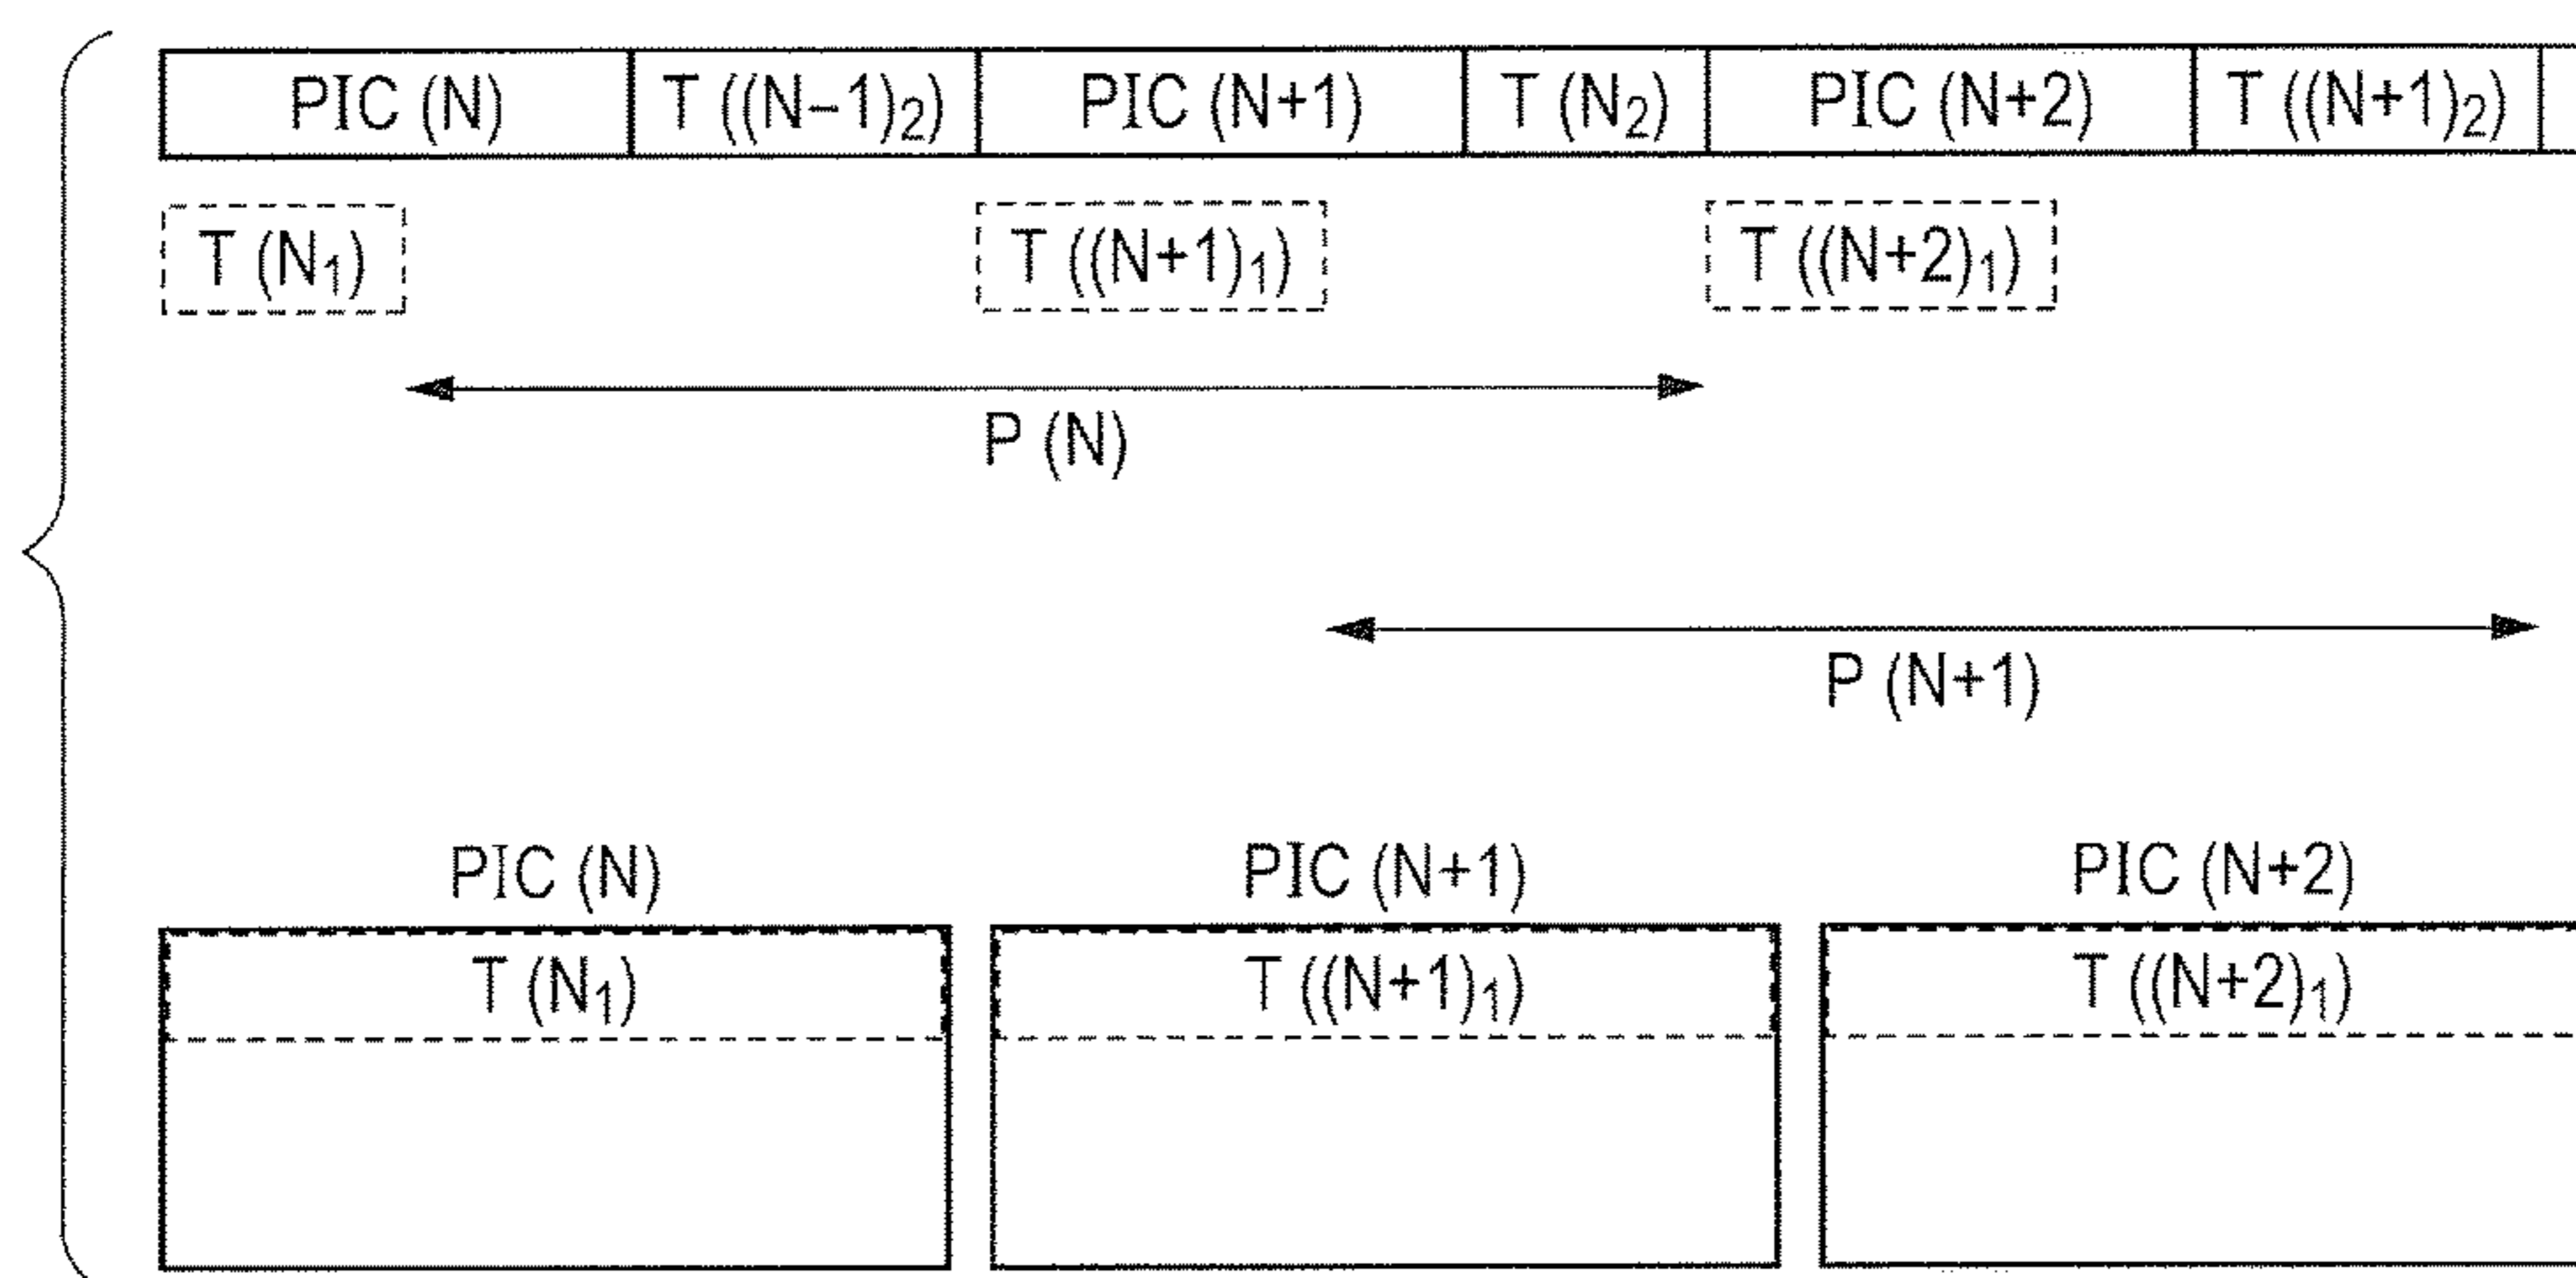 PIC (N) T ((N−1)₂) PIC (N+1) T (N₂) PIC (N+2) T ((N+1)₂)
T (N₁) T ((N+1)₁) T ((N+2)₁)
P (N)
P (N+1)
PIC (N) PIC (N+1) PIC (N+2)
T (N₁) T ((N+1)₁) T ((N+2)₁)